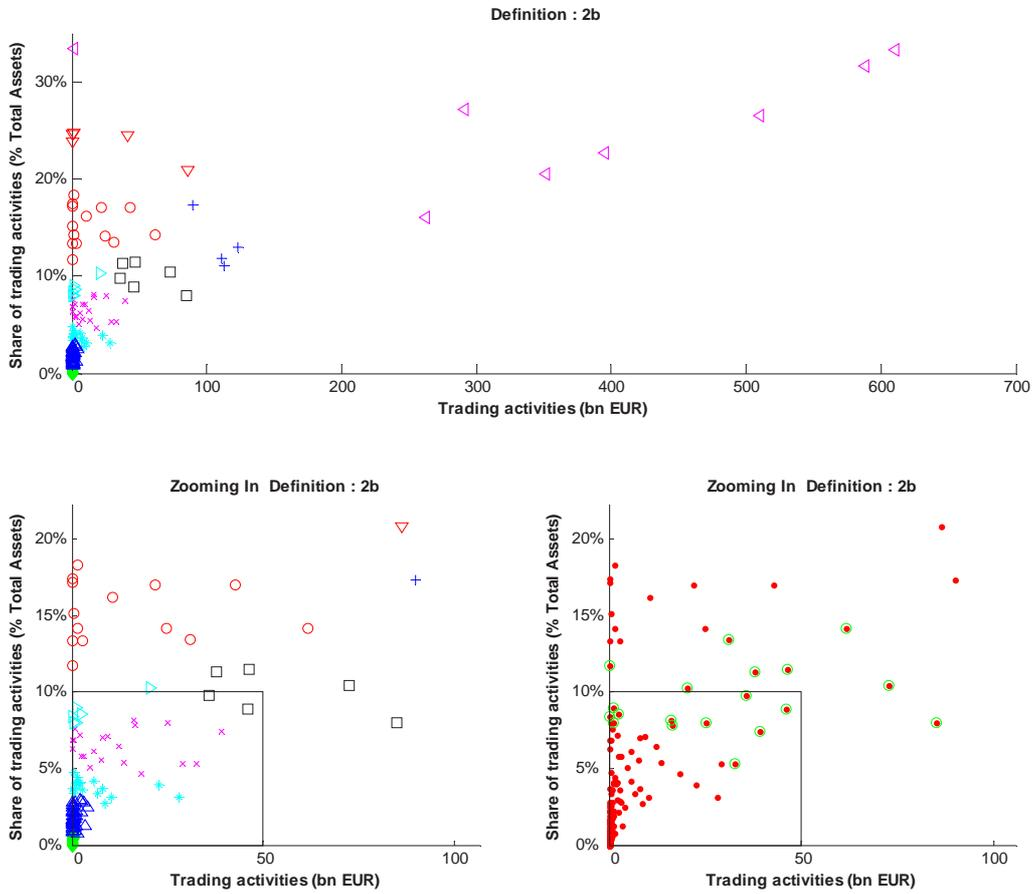 Definition : 2b
Share of trading activities (% Total Assets)
30%
20%
10%
0%
0 100 200 300 400 500 600 700
Trading activities (bn EUR)
Zooming In Definition : 2b
Share of trading activities (% Total Assets)
20%
15%
10%
5%
0%
0 50 100
Trading activities (bn EUR)
Zooming In Definition : 2b
Share of trading activities (% Total Assets)
20%
15%
10%
5%
0%
0 50 100
Trading activities (bn EUR)